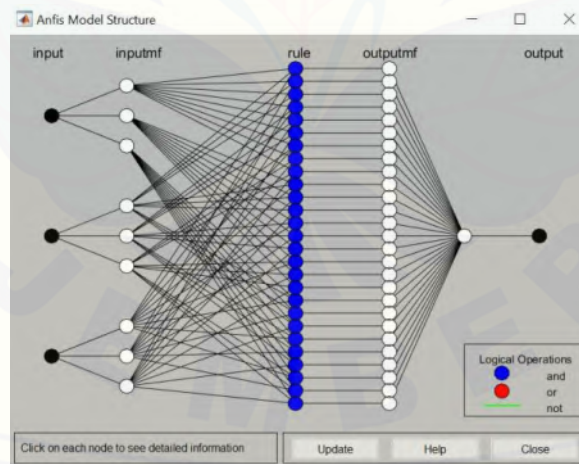 Anfis Model Structure
input inputmf rule outputmf output
Logical Operations
and
or
not
Click on each node to see detailed information
Update Help Close